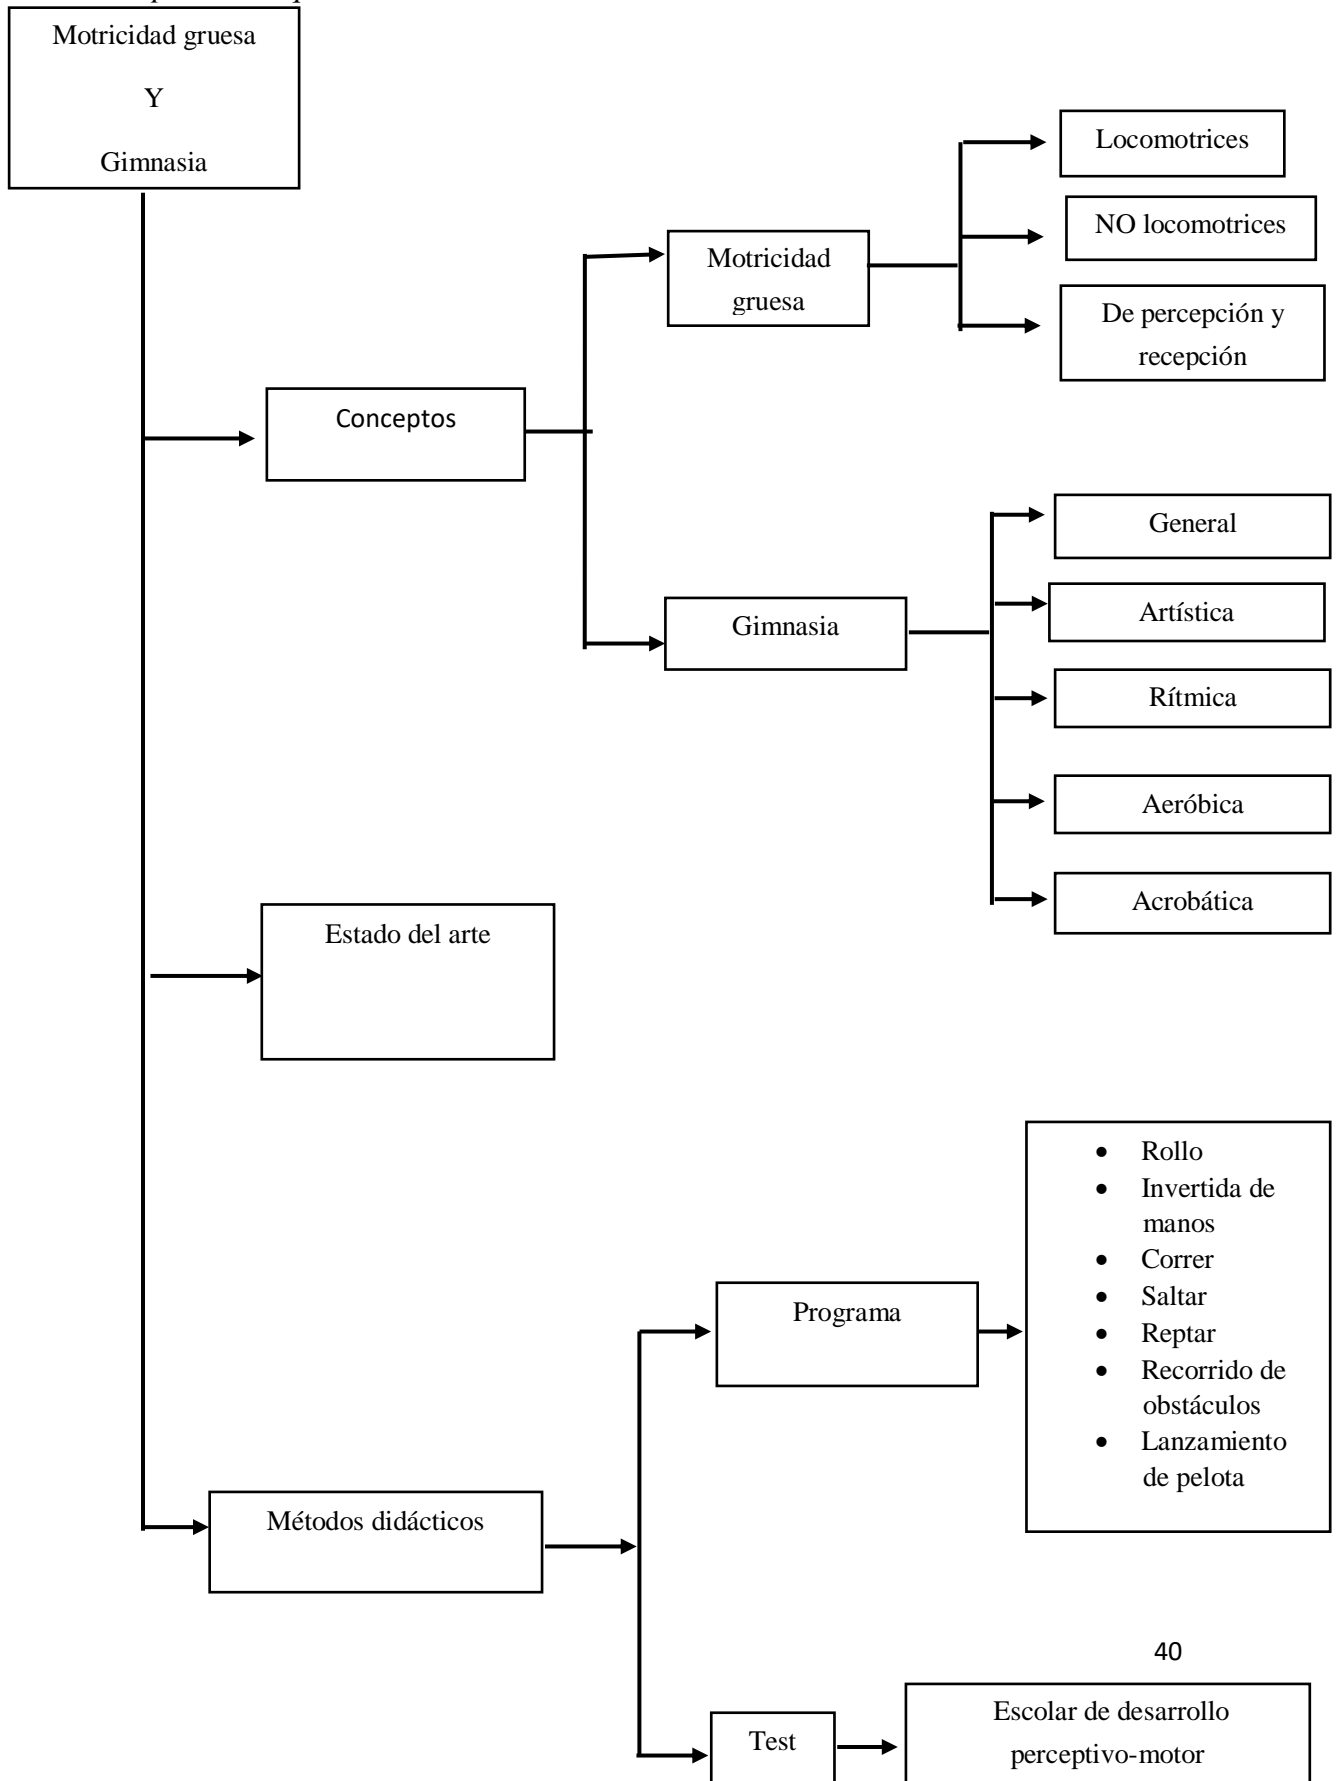 Motricidad gruesa
Y
Gimnasia
Locomotrices
NO locomotrices
Motricidad
gruesa
De percepción y
recepción
Conceptos
General
Artística
Gimnasia
Rítmica
Aeróbica
Acrobática
Estado del arte
• Rollo
• Invertida de
manos
• Correr
• Saltar
• Reptar
• Recorrido de
obstáculos
• Lanzamiento
de pelota
Programa
Métodos didácticos
40
Test
Escolar de desarrollo
perceptivo-motor